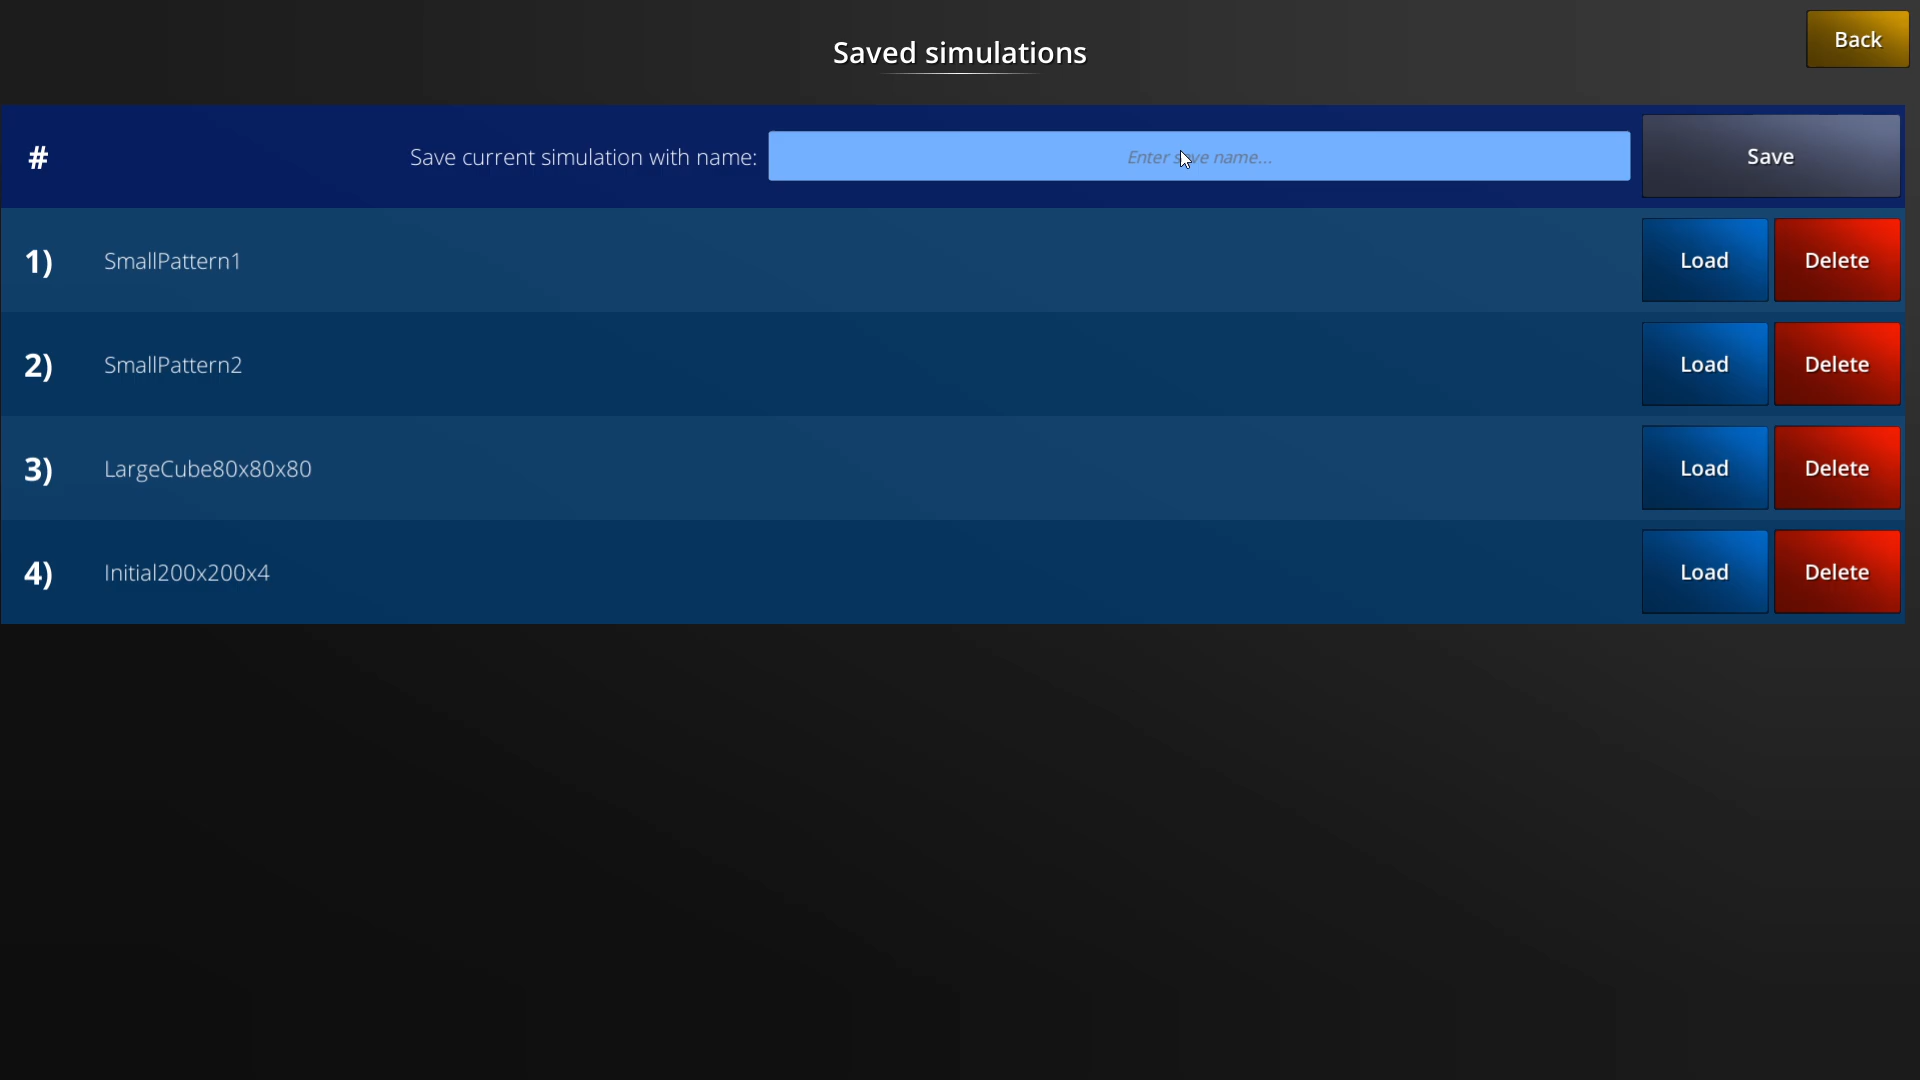 Saved simulations
Back
# Save current simulation with name: Enter save name... Save
1) SmallPattern1 Load Delete
2) SmallPattern2 Load Delete
3) LargeCube80x80x80 Load Delete
4) Initial200x200x4 Load Delete